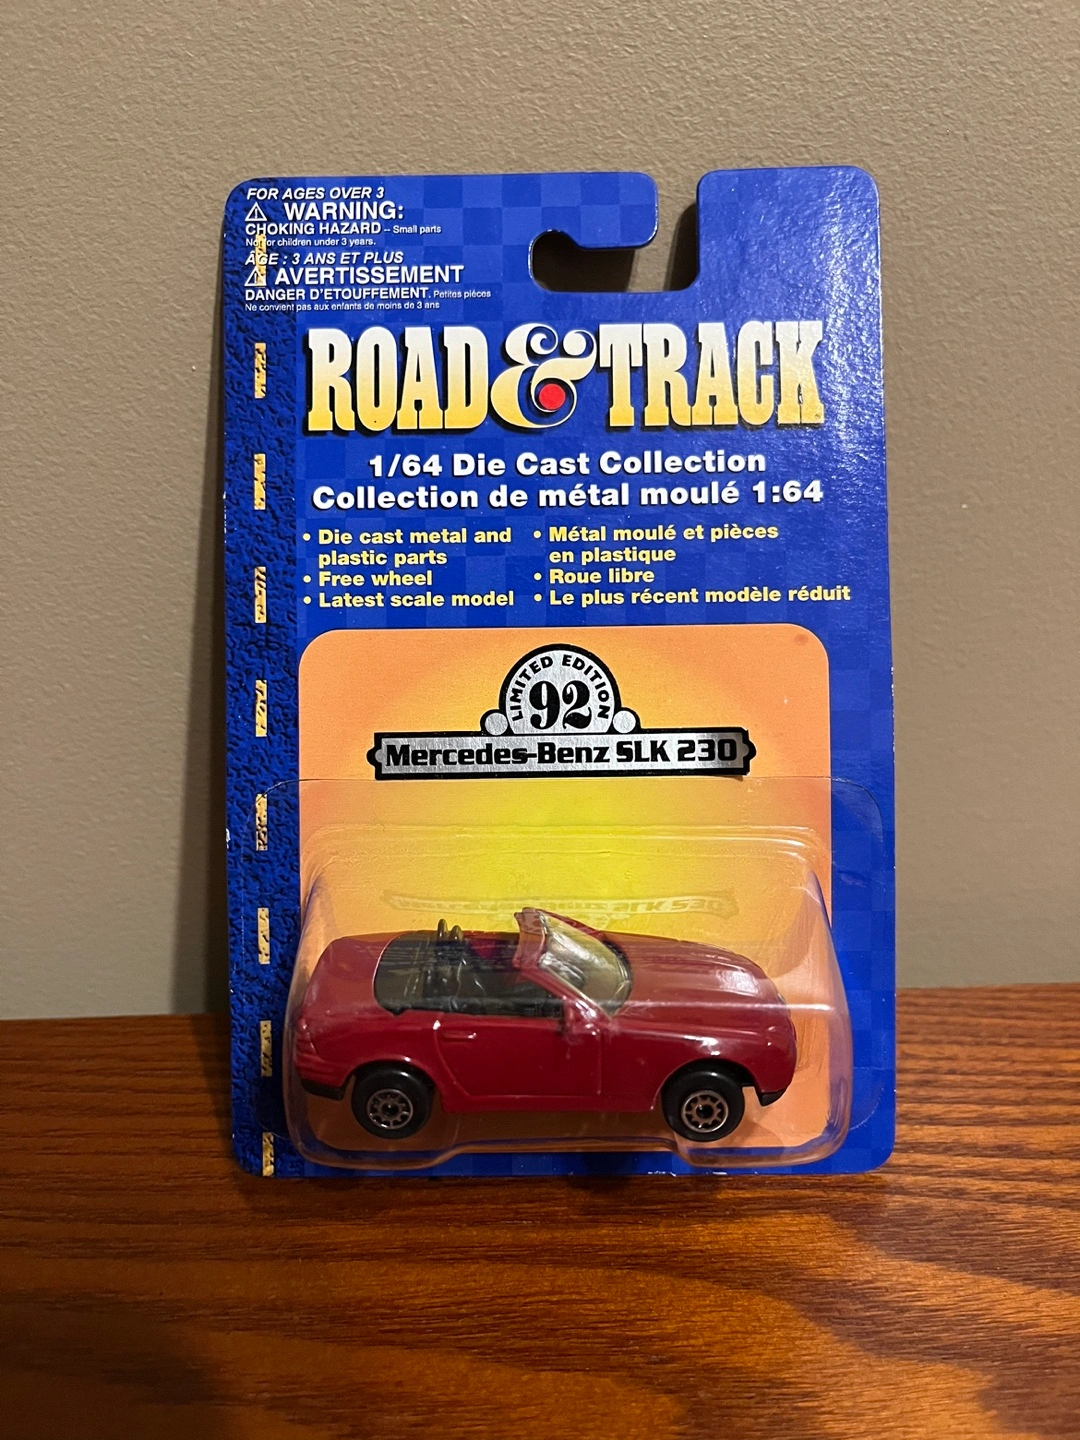 FOR AGES OVER 3
⚠ WARNING:
CHOKING HAZARD – Small parts
Not for children under 3 years.
ÂGE : 3 ANS ET PLUS
⚠ AVERTISSEMENT
DANGER D'ETOUFFEMENT. Petites pièces
Ne convient pas aux enfants de moins de 3 ans
ROAD & TRACK
1/64 Die Cast Collection
Collection de métal moulé 1:64
• Die cast metal and plastic parts
• Free wheel
• Latest scale model
• Métal moulé et pièces en plastique
• Roue libre
• Le plus récent modèle réduit
LIMITED EDITION
92
Mercedes-Benz SLK 230